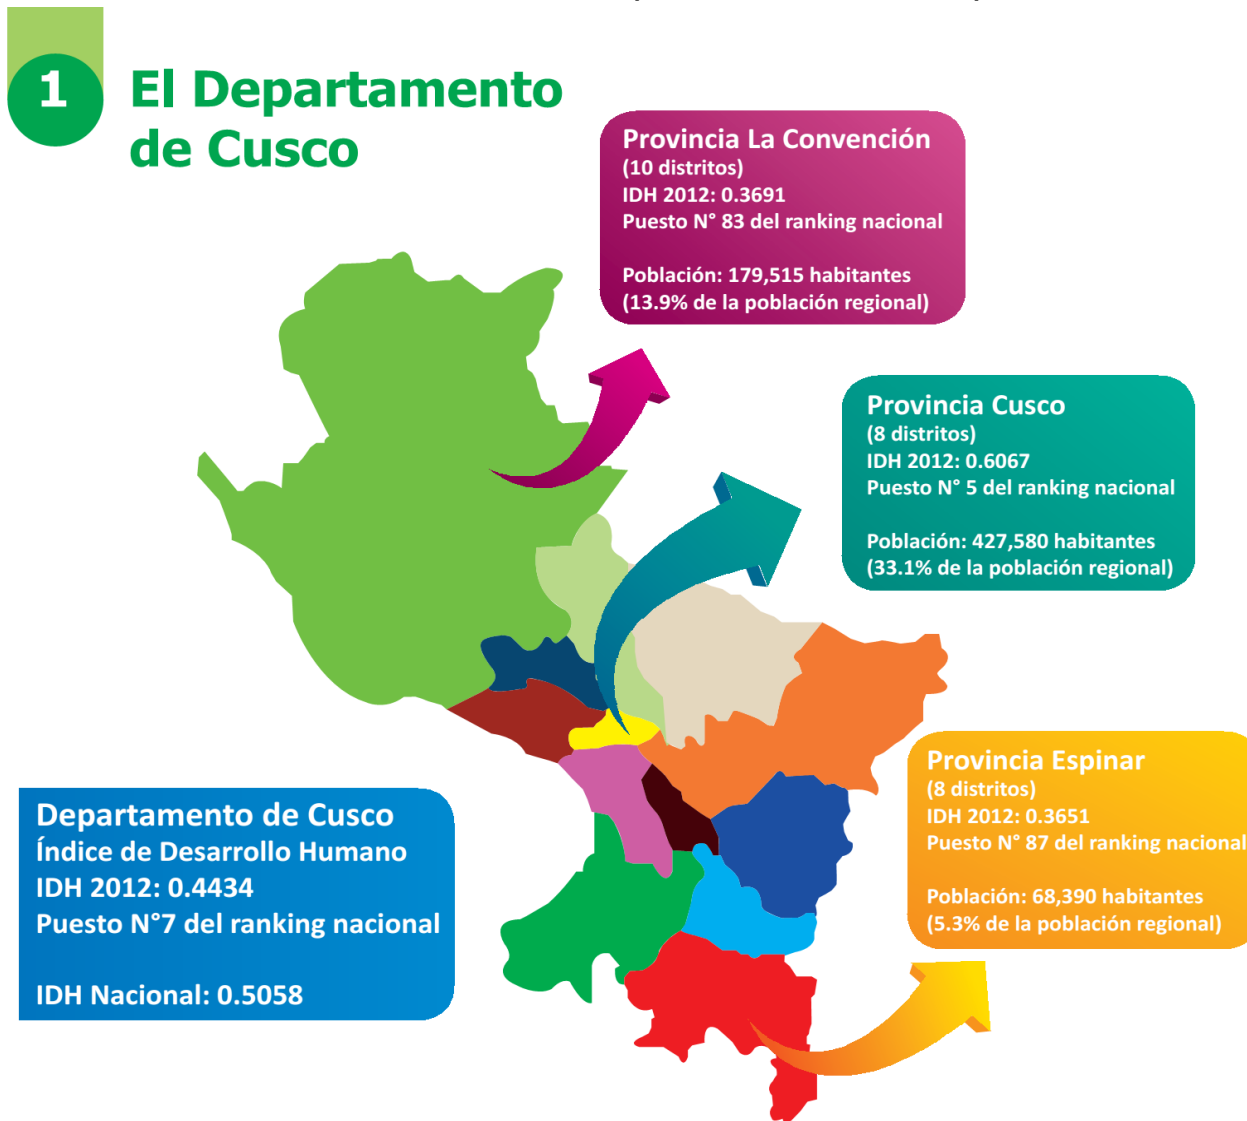 1
El Departamento
de Cusco
Provincia La Convención
(10 distritos)
IDH 2012: 0.3691
Puesto N° 83 del ranking nacional
Población: 179,515 habitantes
(13.9% de la población regional)
Provincia Cusco
(8 distritos)
IDH 2012: 0.6067
Puesto N° 5 del ranking nacional
Población: 427,580 habitantes
(33.1% de la población regional)
Provincia Espinar
(8 distritos)
IDH 2012: 0.3651
Puesto N° 87 del ranking nacional
Población: 68,390 habitantes
(5.3% de la población regional)
Departamento de Cusco
Índice de Desarrollo Humano
IDH 2012: 0.4434
Puesto N°7 del ranking nacional
IDH Nacional: 0.5058